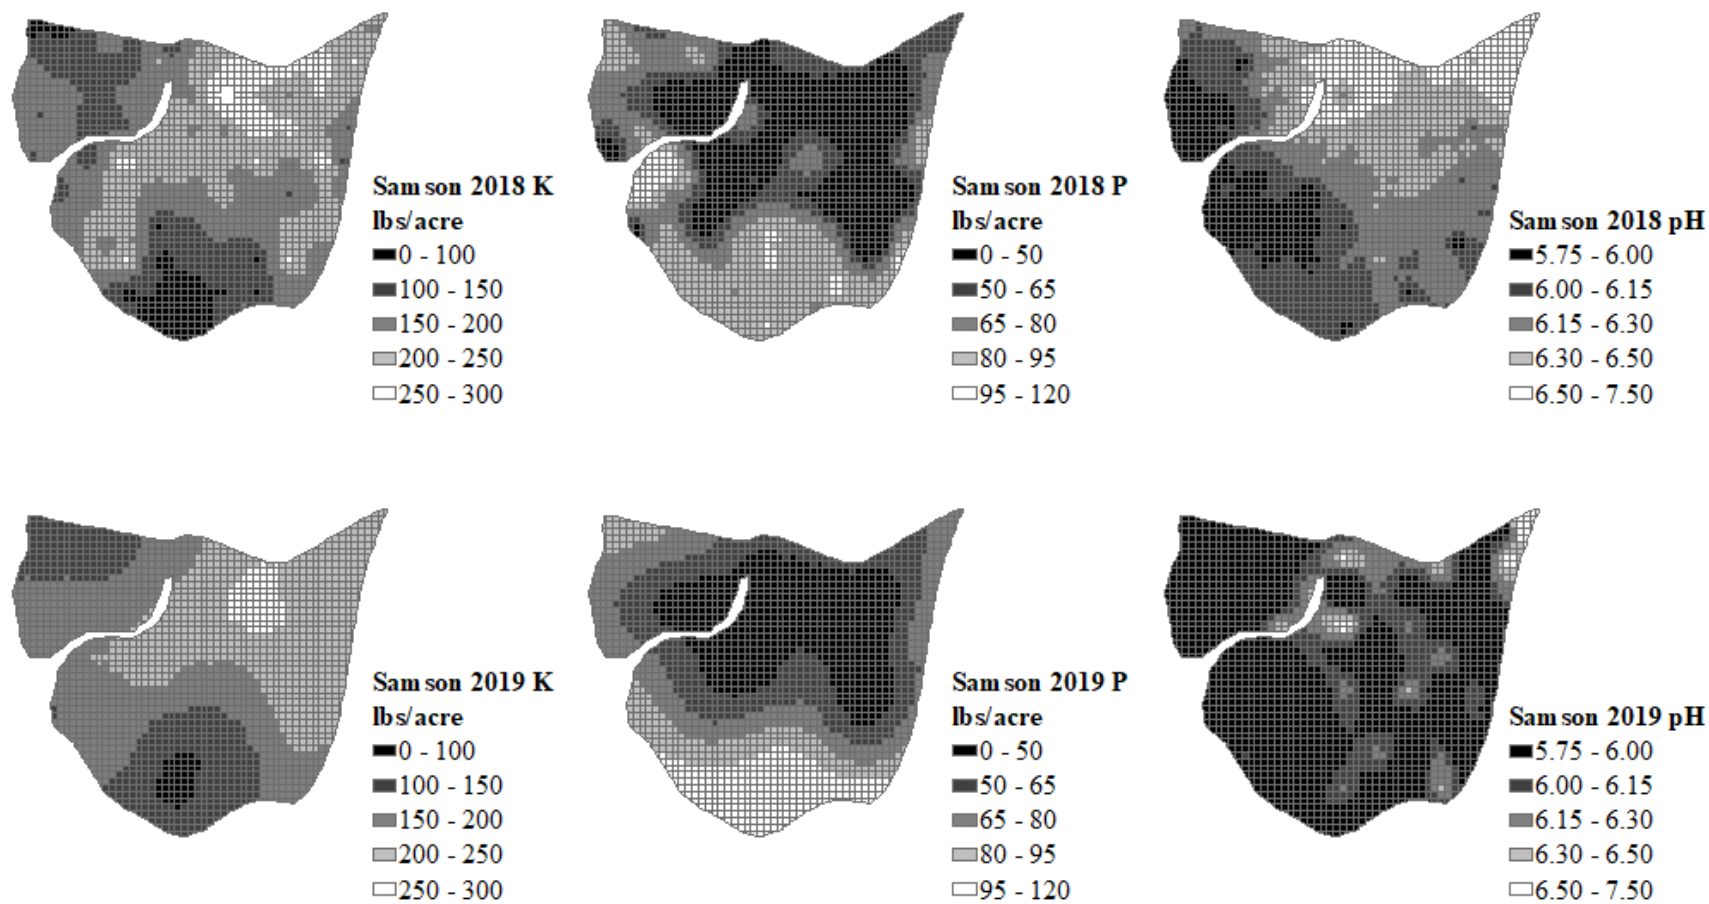 Samson 2018 K
lbs/acre
0 - 100
100 - 150
150 - 200
200 - 250
250 - 300
Samson 2018 P
lbs/acre
0 - 50
50 - 65
65 - 80
80 - 95
95 - 120
Samson 2018 pH
5.75 - 6.00
6.00 - 6.15
6.15 - 6.30
6.30 - 6.50
6.50 - 7.50
Samson 2019 K
lbs/acre
0 - 100
100 - 150
150 - 200
200 - 250
250 - 300
Samson 2019 P
lbs/acre
0 - 50
50 - 65
65 - 80
80 - 95
95 - 120
Samson 2019 pH
5.75 - 6.00
6.00 - 6.15
6.15 - 6.30
6.30 - 6.50
6.50 - 7.50